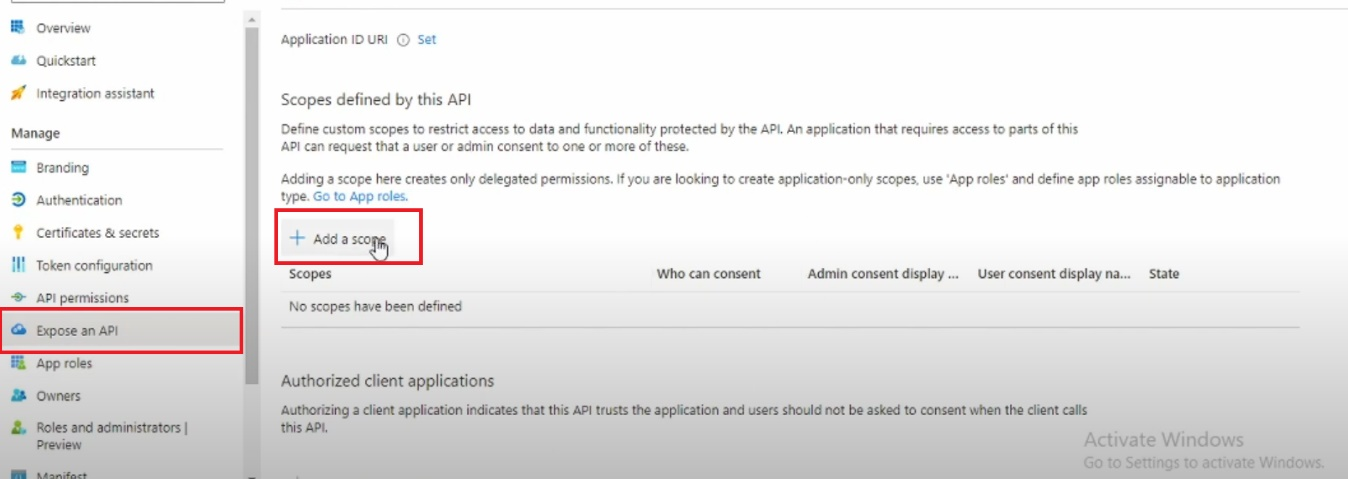 Overview
Quickstart
Integration assistant
Manage
Branding
Authentication
Certificates & secrets
Token configuration
API permissions
Expose an API
App roles
Owners
Roles and administrators |
Preview
Manifest
Application ID URI Set
Scopes defined by this API
Define custom scopes to restrict access to data and functionality protected by the API. An application that requires access to parts of this
API can request that a user or admin consent to one or more of these.
Adding a scope here creates only delegated permissions. If you are looking to create application-only scopes, use 'App roles' and define app roles assignable to application
type. Go to App roles.
Add a scope
Scopes Who can consent Admin consent display ... User consent display na... State
No scopes have been defined
Authorized client applications
Authorizing a client application indicates that this API trusts the application and users should not be asked to consent when the client calls
this API.
Activate Windows
Go to Settings to activate Windows.